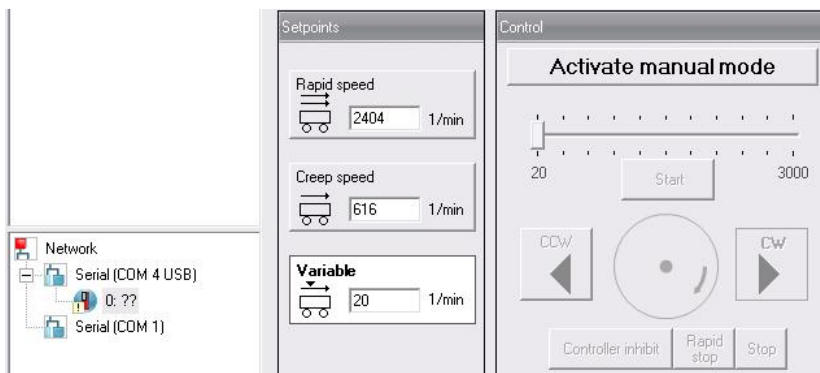 Setpoints
Rapid speed
2404 1/min
Creep speed
616 1/min
Variable
20 1/min
Control
Activate manual mode
20 3000
Start
CCW CW
Controller inhibit
Rapid stop
Stop
Network
Serial (COM 4 USB)
0: ??
Serial (COM 1)